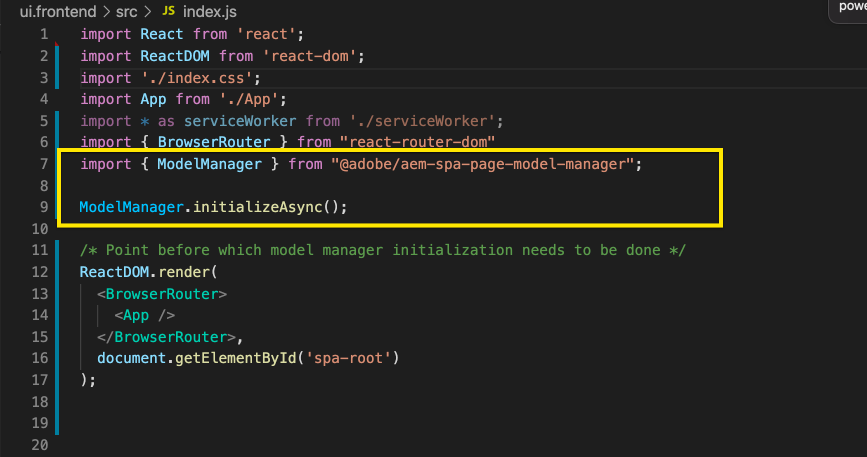 powe
ui.frontend > src > JS index.js
1 import React from 'react';
2 import ReactDOM from 'react-dom';
3 import './index.css';
4 import App from './App';
5 import * as serviceWorker from './serviceWorker';
6 import { BrowserRouter } from "react-router-dom"
7 import { ModelManager } from "@adobe/aem-spa-page-model-manager";
8
9 ModelManager.initializeAsync();
10
11 /* Point before which model manager initialization needs to be done */
12 ReactDOM.render(
13 <BrowserRouter>
14 <App />
15 </BrowserRouter>,
16 document.getElementById('spa-root')
17 );
18
19
20